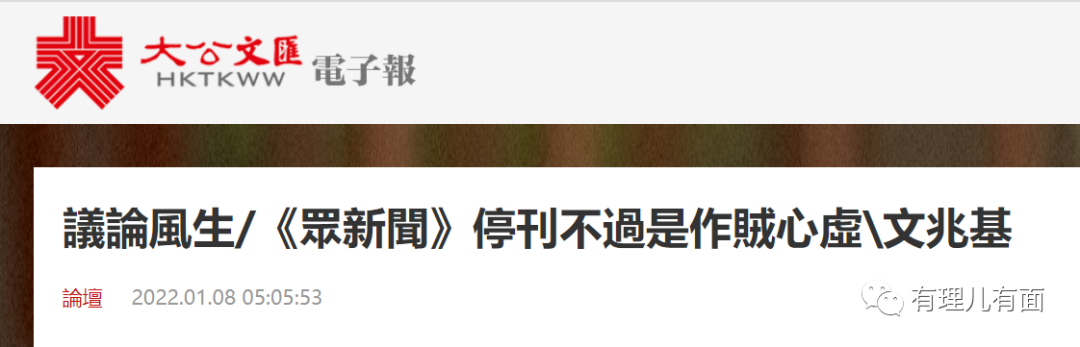 大公文匯
HKTKWW
電子報
議論風生/《眾新聞》停刊不過是作賊心虛\文兆基
論壇 2022.01.08 05:05:53
有理儿有面